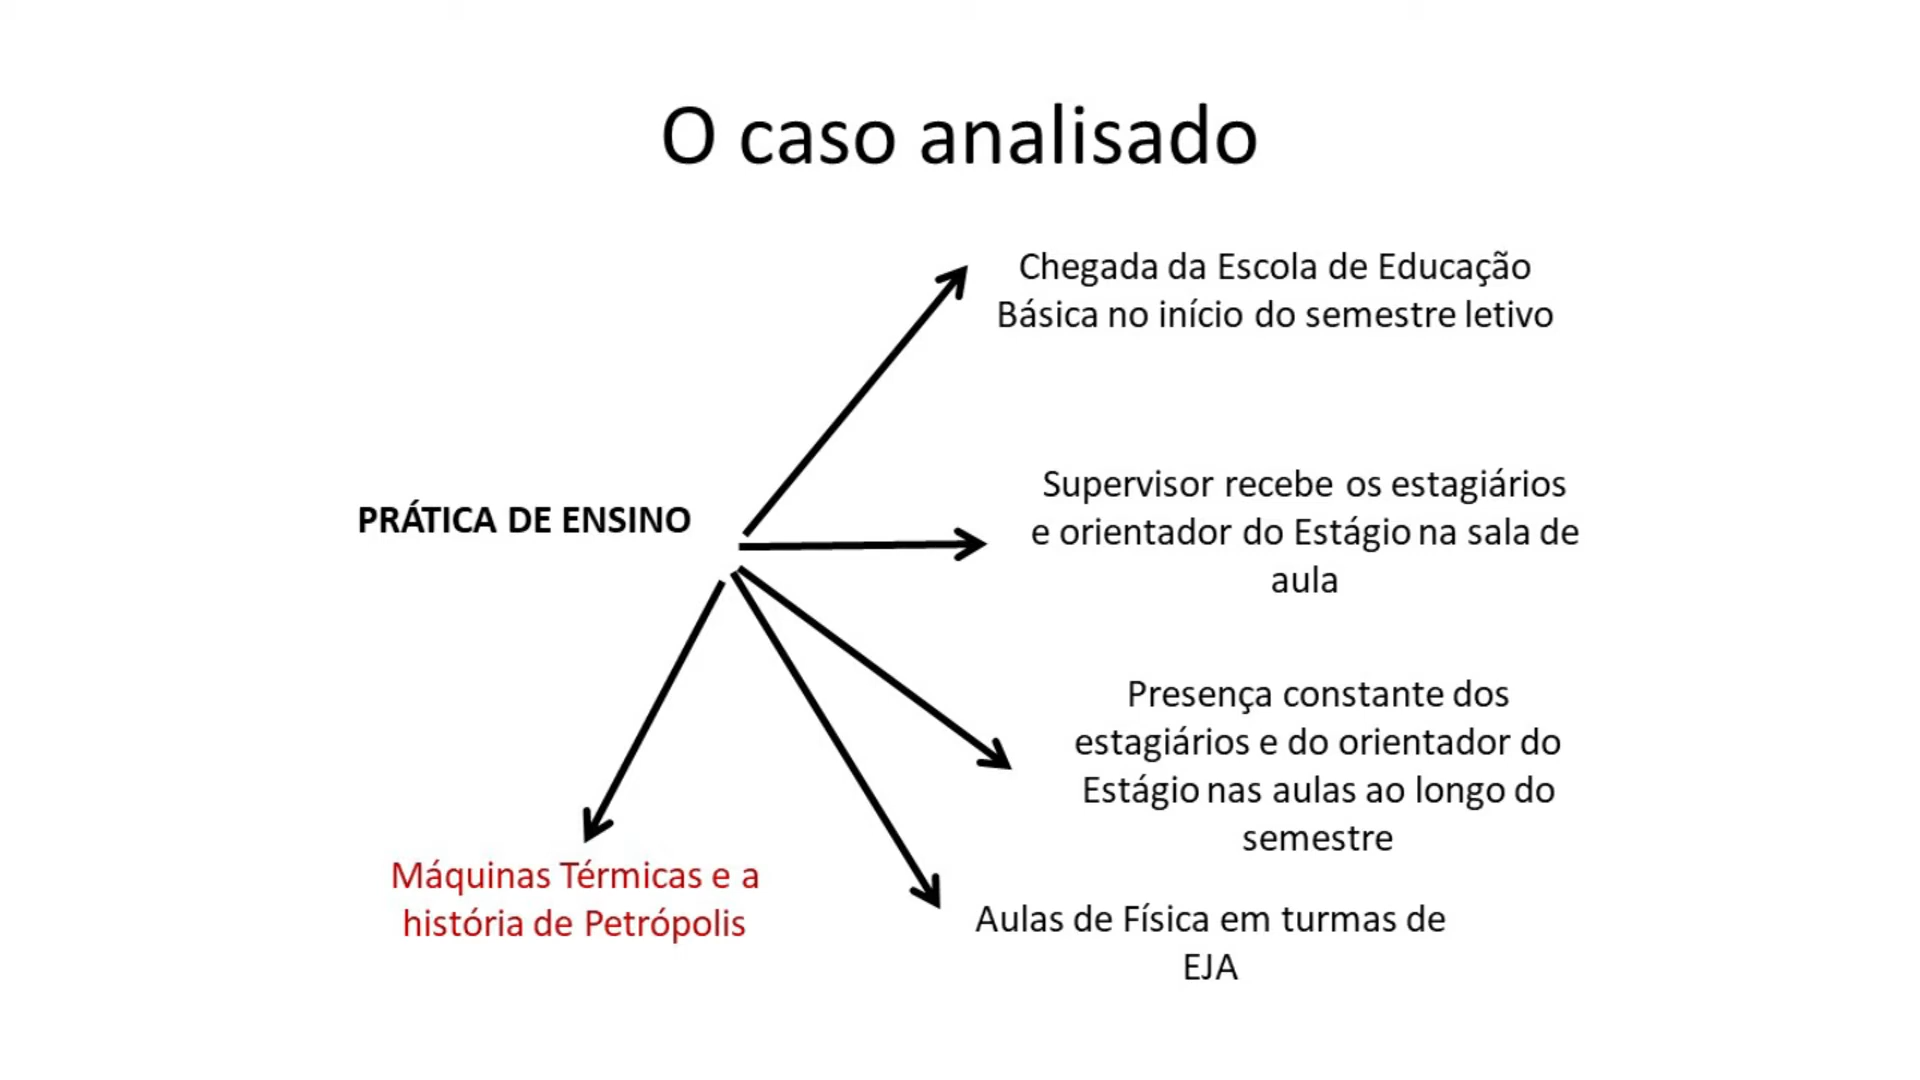 O caso analisado
Chegada da Escola de Educação
Básica no início do semestre letivo
PRÁTICA DE ENSINO
Supervisor recebe os estagiários
e orientador do Estágio na sala de
aula
Presença constante dos
estagiários e do orientador do
Estágio nas aulas ao longo do
semestre
Máquinas Térmicas e a
história de Petrópolis
Aulas de Física em turmas de
EJA